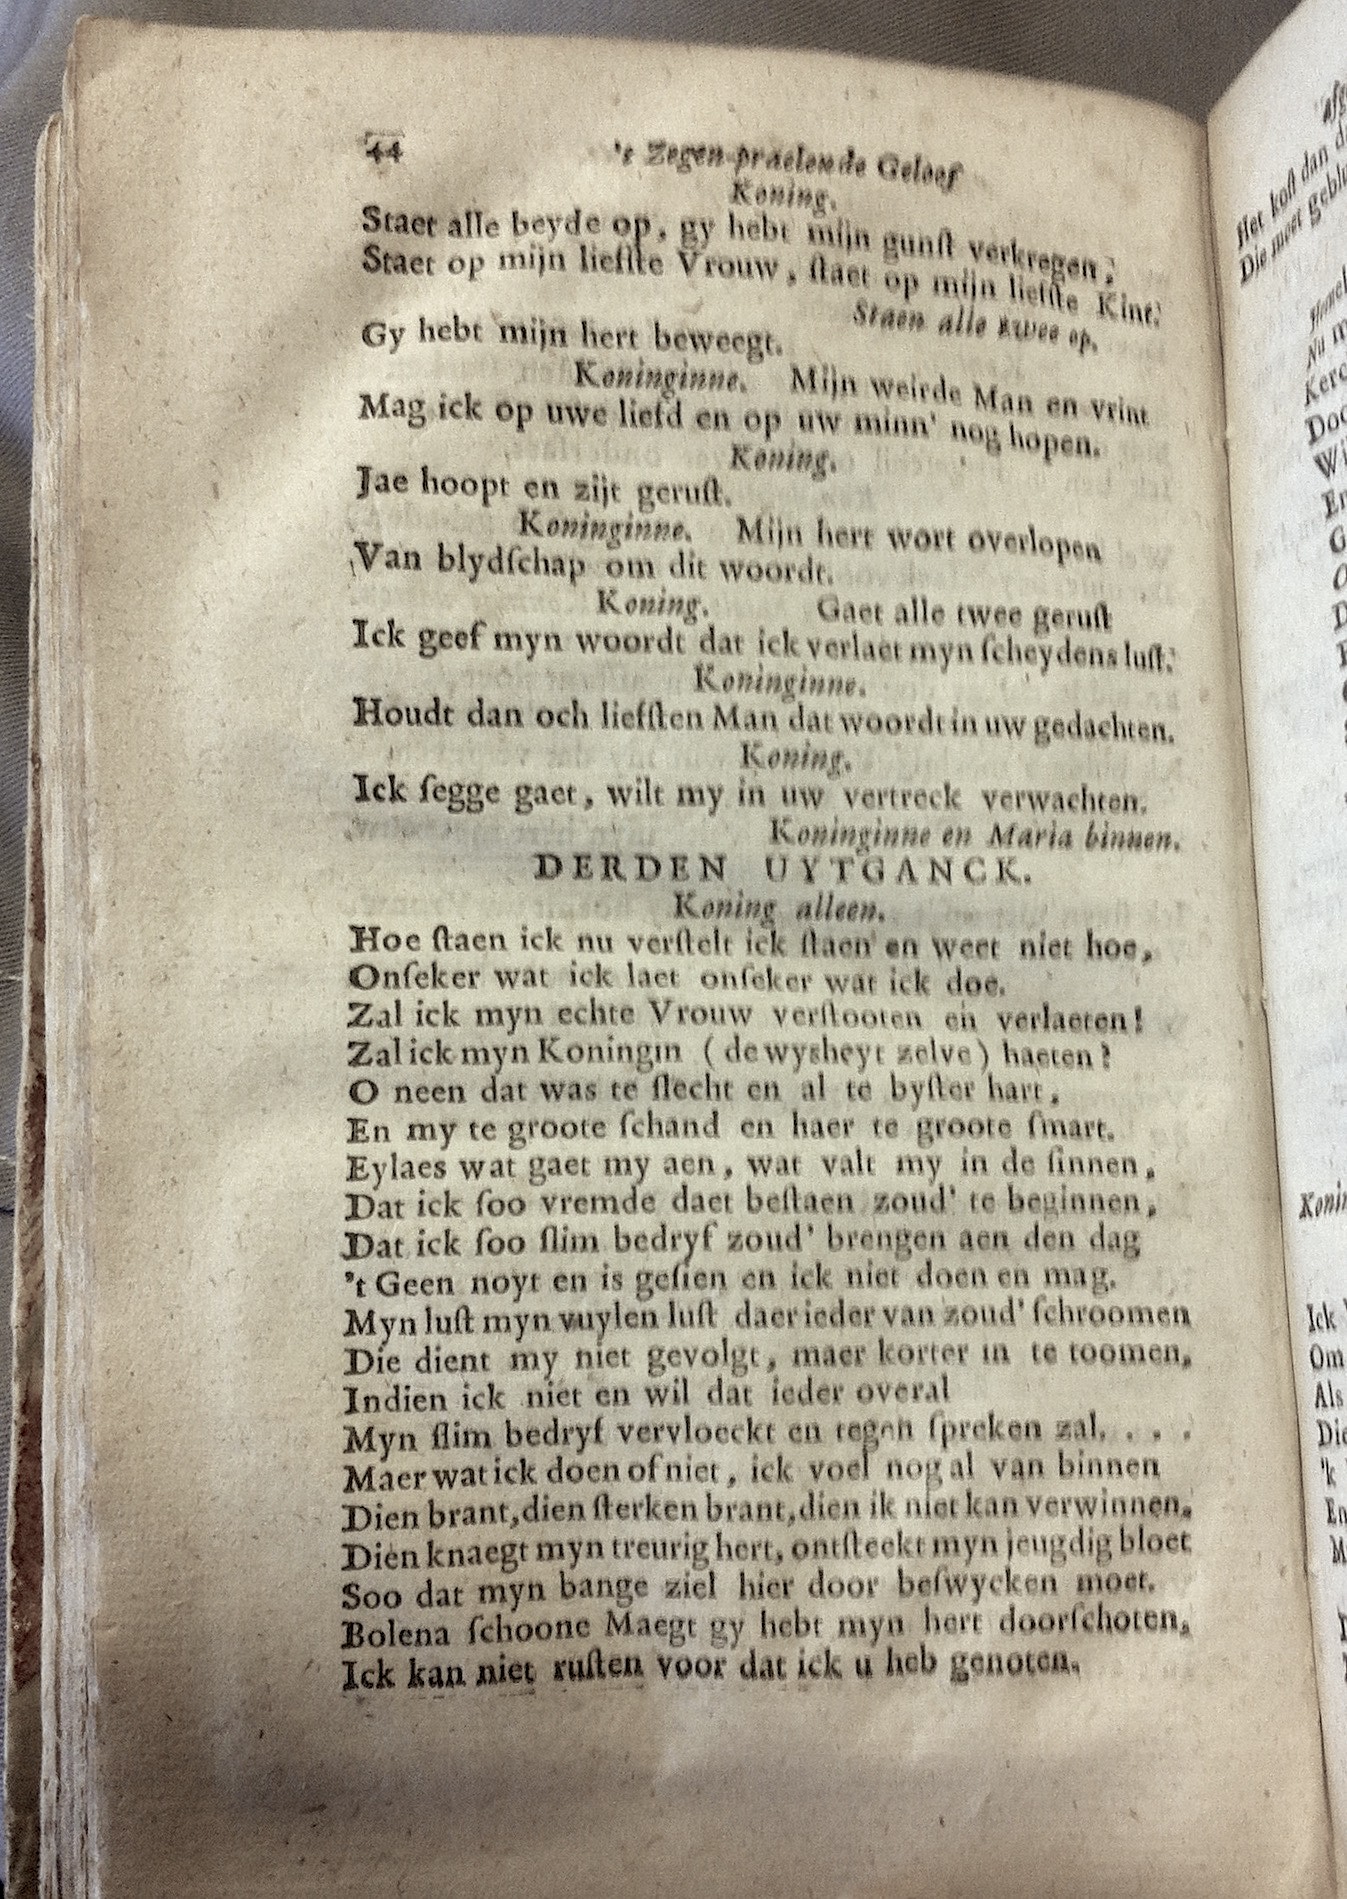 44 't Zegen-praelende Geloof
Koning.
Staet alle beyde op, gy hebt mijn gunſt verkregen,
Staet op mijn liefſte Vrouw, ſtaet op mijn liefſte Kint.
Staen alle twee op.
Gy hebt mijn hert beweegt.
Koninginne. Mijn weirde Man en vrint
Mag ick op uwe liefd en op uw minn' nog hopen.
Koning.
Jae hoopt en zijt geruſt.
Koninginne. Mijn hert wort overlopen
Van blydſchap om dit woordt.
Koning. Gaet alle twee geruſt
Ick geef myn woordt dat ick verlaet myn ſcheydens luſt.
Koninginne.
Houdt dan och liefſten Man dat woordt in uw gedachten.
Koning.
Ick ſegge gaet, wilt my in uw vertreck verwachten.
Koninginne en Maria binnen.
DERDEN UYTGANCK.
Koning alleen.
Hoe ſtaen ick nu verſtelt ick ſtaen en weet niet hoe,
Onſeker wat ick laet onſeker wat ick doe.
Zal ick myn echte Vrouw verſtooten en verlaeten!
Zal ick myn Koningin (de wysheyt zelve) haeten?
O neen dat was te ſlecht en al te byſter hart,
En my te groote ſchand en haer te groote ſmart.
Eylaes wat gaet my aen, wat valt my in de ſinnen,
Dat ick ſoo vremde daet beſtaen zoud' te beginnen,
Dat ick ſoo ſlim bedryf zoud' brengen aen den dag
't Geen noyt en is geſien en ick niet doen en mag.
Myn luſt myn vuylen luſt daer ieder van zoud' ſchroomen
Die dient my niet gevolgt, maer korter in te toomen,
Indien ick niet en wil dat ieder overal
Myn ſlim bedryf vervloeckt en tegen ſpreken zal. . . .
Maer wat ick doen of niet, ick voel nog al van binnen
Dien brant, dien ſterken brant, dien ik niet kan verwinnen,
Dien knaegt myn treurig hert, ontſteekt myn jeugdig bloet
Soo dat myn bange ziel hier door beſwycken moet.
Bolena ſchoone Maegt gy hebt myn hert doorſchoten,
Ick kan niet ruſten voor dat ick u heb genoten.
Het koſt dan
Die moet
Nu
Ick
Om
Als